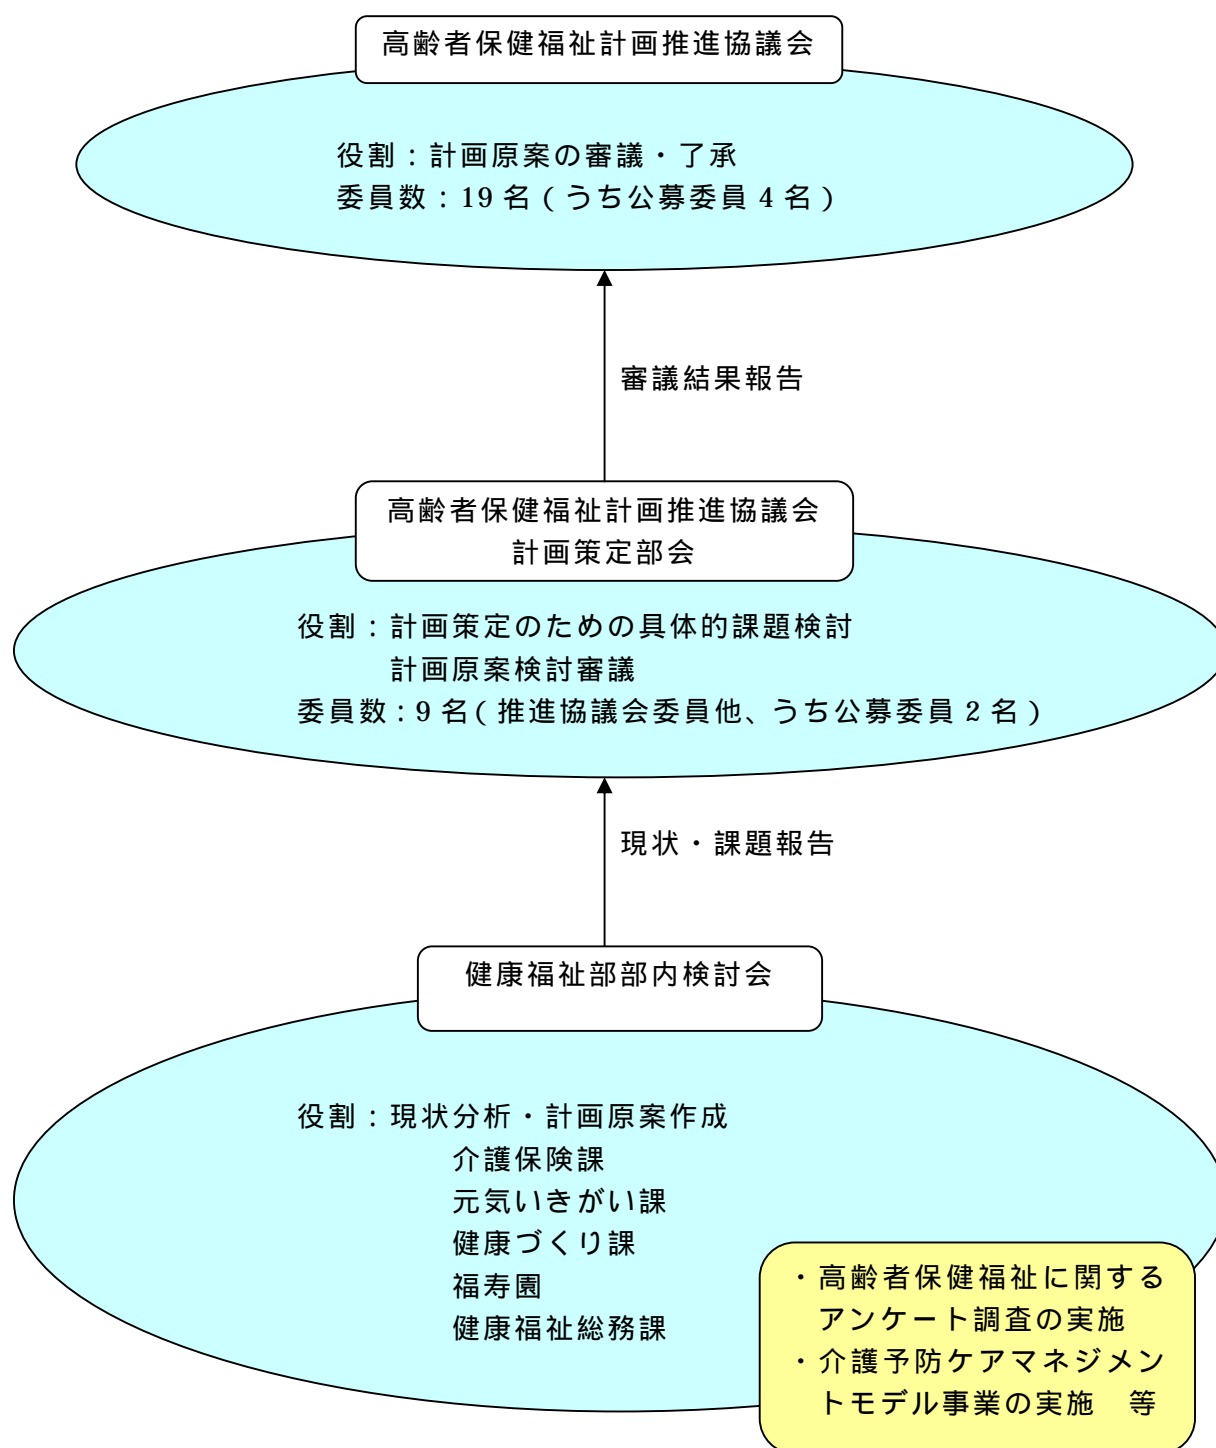 高齢者保健福祉計画推進協議会
役割：計画原案の審議・了承
委員数：19 名（うち公募委員 4 名）
審議結果報告
高齢者保健福祉計画推進協議会
計画策定部会
役割：計画策定のための具体的課題検討
計画原案検討審議
委員数：9 名（推進協議会委員他、うち公募委員 2 名）
現状・課題報告
健康福祉部部内検討会
役割：現状分析・計画原案作成
介護保険課
元気いきがい課
健康づくり課
福寿園
健康福祉総務課
・高齢者保健福祉に関する
アンケート調査の実施
・介護予防ケアマネジメン
トモデル事業の実施　等